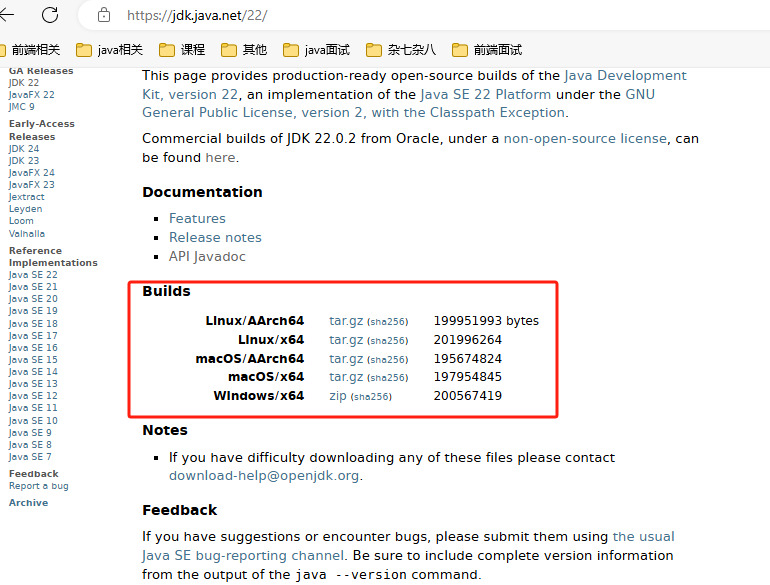 https://jdk.java.net/22/
前端相关 java相关 课程 其他 java面试 杂七杂八 前端面试
GA Releases
JDK 22
JavaFX 22
JMC 9
Early-Access
Releases
JDK 24
JDK 23
JavaFX 24
JavaFX 23
Jextract
Leyden
Loom
Valhalla
Reference
Implementations
Java SE 22
Java SE 21
Java SE 20
Java SE 19
Java SE 18
Java SE 17
Java SE 16
Java SE 15
Java SE 14
Java SE 13
Java SE 12
Java SE 11
Java SE 10
Java SE 9
Java SE 8
Java SE 7
Feedback
Report a bug
Archive
This page provides production-ready open-source builds of the Java Development
Kit, version 22, an implementation of the Java SE 22 Platform under the GNU
General Public License, version 2, with the Classpath Exception.
Commercial builds of JDK 22.0.2 from Oracle, under a non-open-source license, can
be found here.
Documentation
▪ Features
▪ Release notes
▪ API Javadoc
Builds
Linux/AArch64 tar.gz (sha256) 199951993 bytes
Linux/x64 tar.gz (sha256) 201996264
macOS/AArch64 tar.gz (sha256) 195674824
macOS/x64 tar.gz (sha256) 197954845
Windows/x64 zip (sha256) 200567419
Notes
▪ If you have difficulty downloading any of these files please contact
download-help@openjdk.org.
Feedback
If you have suggestions or encounter bugs, please submit them using the usual
Java SE bug-reporting channel. Be sure to include complete version information
from the output of the java --version command.